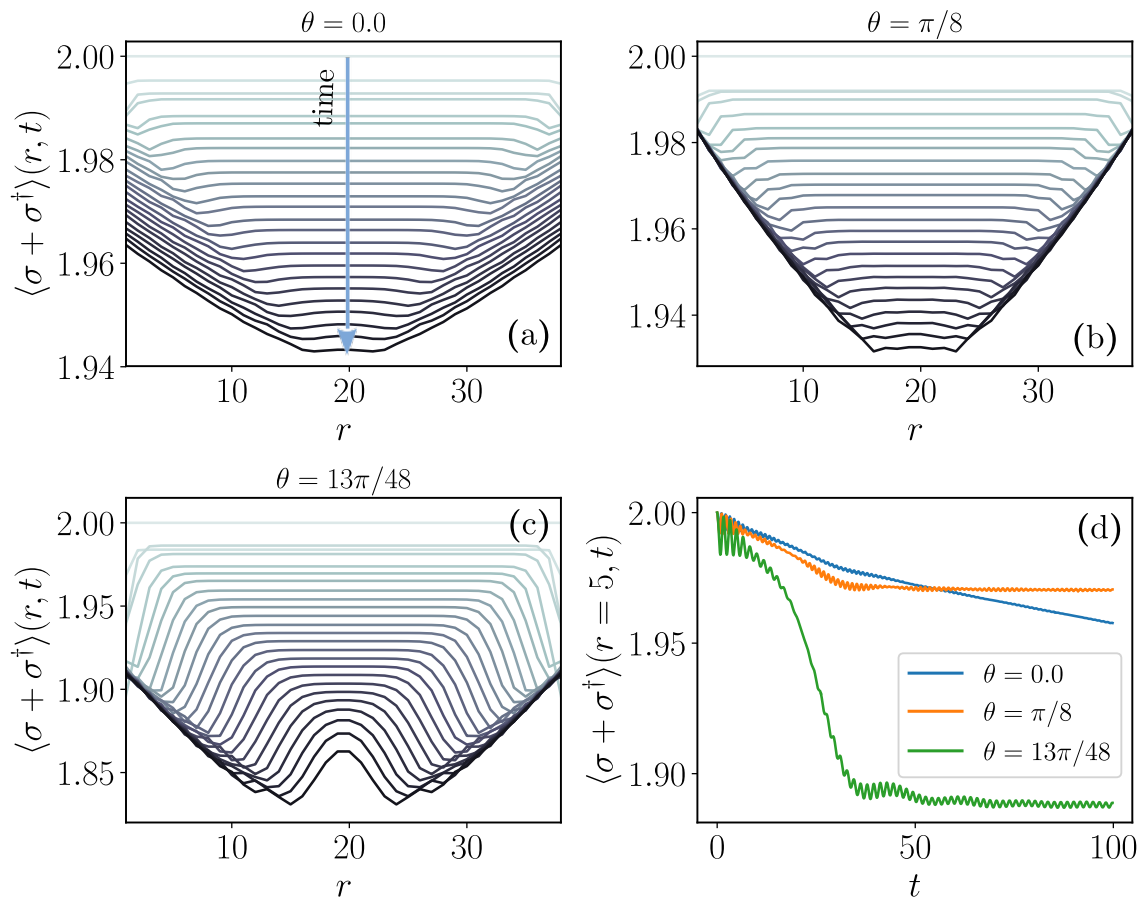 θ = 0.0
⟨σ + σ†⟩(r, t)
2.00
1.98
1.96
1.94
time
(a)
10
20
30
r
θ = π/8
2.00
1.98
1.96
1.94
(b)
10
20
30
r
θ = 13π/48
⟨σ + σ†⟩(r, t)
2.00
1.95
1.90
1.85
(c)
10
20
30
r
⟨σ + σ†⟩(r = 5, t)
2.00
1.95
1.90
(d)
θ = 0.0
θ = π/8
θ = 13π/48
0
50
100
t